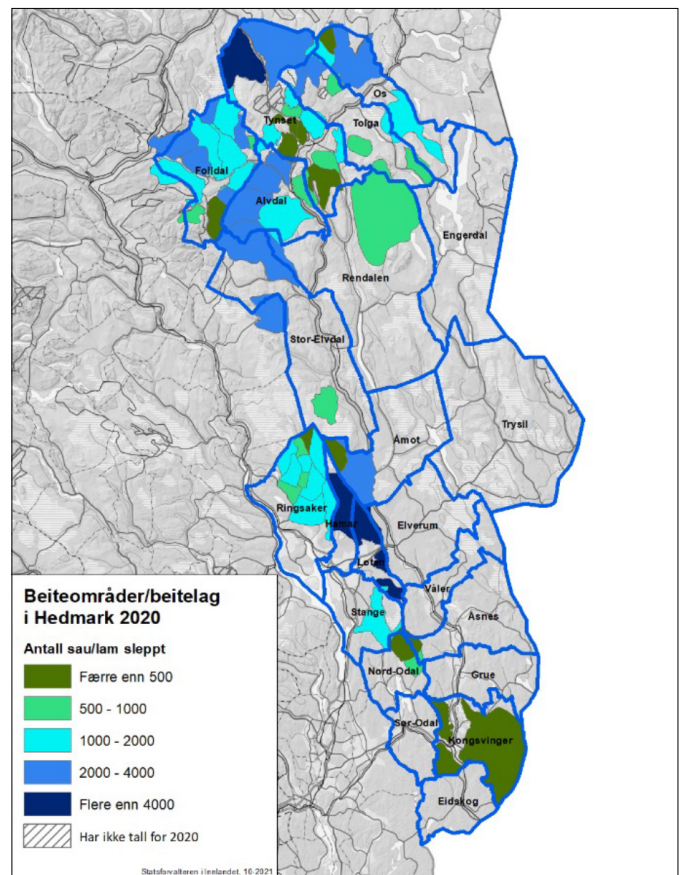 Os
Tynset
Tolga
Folldal
Alvdal
Engerdal
Rendalen
Stor-Elvdal
Trysil
Åmot
Ringsaker
Hamar
Elverum
Løten
Våler
Stange
Åsnes
Nord-Odal
Grue
Sør-Odal
Kongsvinger
Eidskog
Beiteområder/beitelag
i Hedmark 2020
Antall sau/lam sleppt
Færre enn 500
500 - 1000
1000 - 2000
2000 - 4000
Flere enn 4000
Har ikke tall for 2020
Statsforvalteren i Innlandet, 10-2021